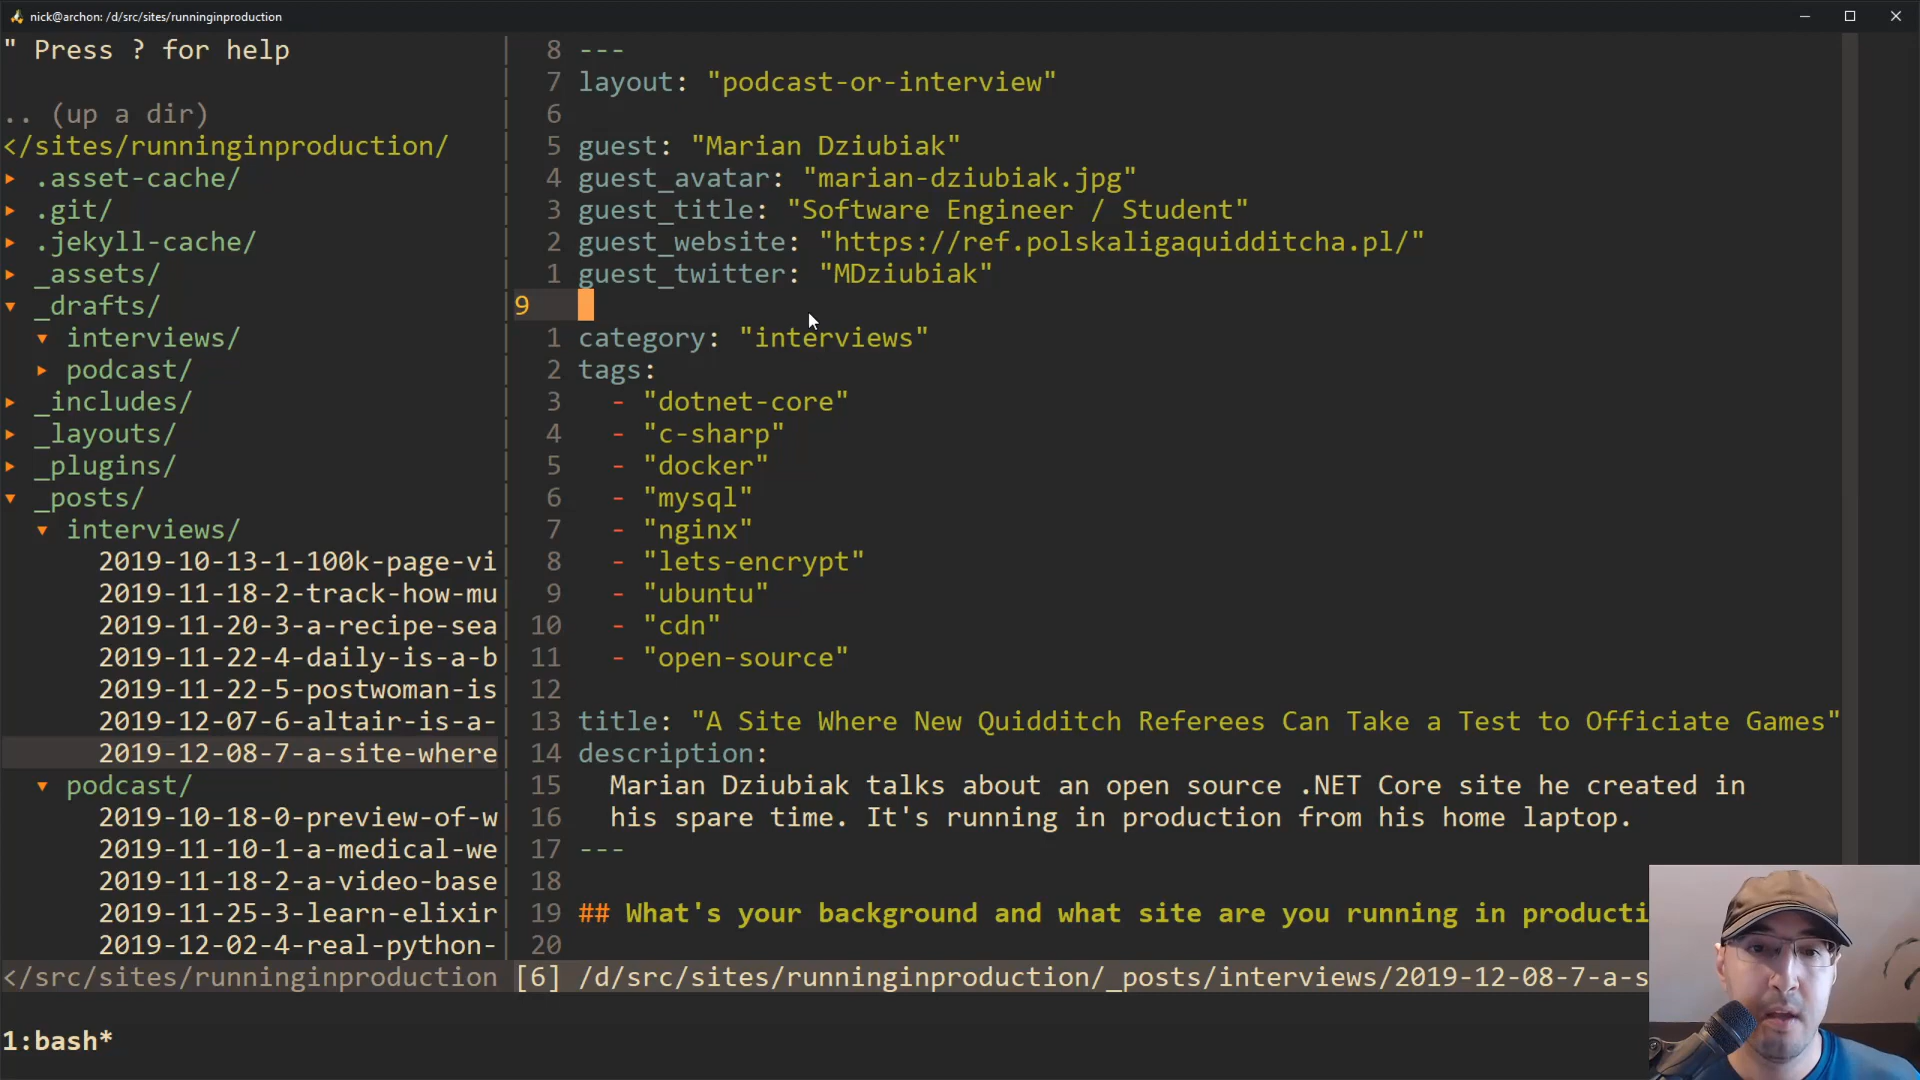 nick@archon: /d/src/sites/runninginproduction
" Press ? for help
.. (up a dir)
</sites/runninginproduction/
▸ .asset-cache/
▸ .git/
▸ .jekyll-cache/
▸ _assets/
▾ _drafts/
▾ interviews/
▸ podcast/
▸ _includes/
▸ _layouts/
▸ _plugins/
▾ _posts/
▾ interviews/
2019-10-13-1-100k-page-vi
2019-11-18-2-track-how-mu
2019-11-20-3-a-recipe-sea
2019-11-22-4-daily-is-a-b
2019-11-22-5-postwoman-is
2019-12-07-6-altair-is-a-
2019-12-08-7-a-site-where
▾ podcast/
2019-10-18-0-preview-of-w
2019-11-10-1-a-medical-we
2019-11-18-2-a-video-base
2019-11-25-3-learn-elixir
2019-12-02-4-real-python-
</src/sites/runninginproduction
8 ---
7 layout: "podcast-or-interview"
6
5 guest: "Marian Dziubiak"
4 guest_avatar: "marian-dziubiak.jpg"
3 guest_title: "Software Engineer / Student"
2 guest_website: "https://ref.polskaligaquidditcha.pl/"
1 guest_twitter: "MDziubiak"
9
1 category: "interviews"
2 tags:
3 - "dotnet-core"
4 - "c-sharp"
5 - "docker"
6 - "mysql"
7 - "nginx"
8 - "lets-encrypt"
9 - "ubuntu"
10 - "cdn"
11 - "open-source"
12
13 title: "A Site Where New Quidditch Referees Can Take a Test to Officiate Games"
14 description:
15 Marian Dziubiak talks about an open source .NET Core site he created in
16 his spare time. It's running in production from his home laptop.
17 ---
18
19 ## What's your background and what site are you running in producti
20
[6] /d/src/sites/runninginproduction/_posts/interviews/2019-12-08-7-a-s
1:bash*